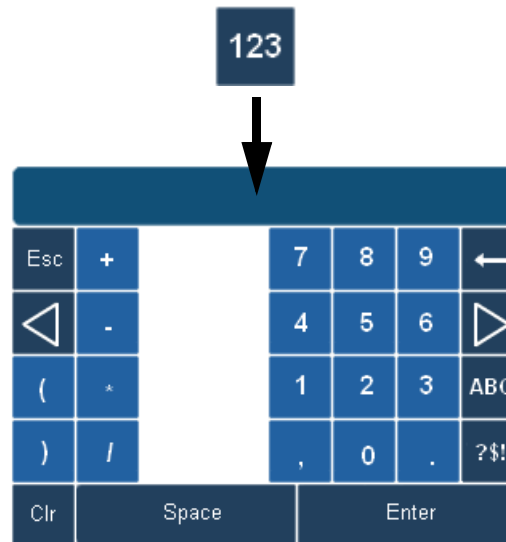 123
Esc + 7 8 9
- 4 5 6
( * 1 2 3 ABC
) / , 0 . ?$!
Clr Space Enter